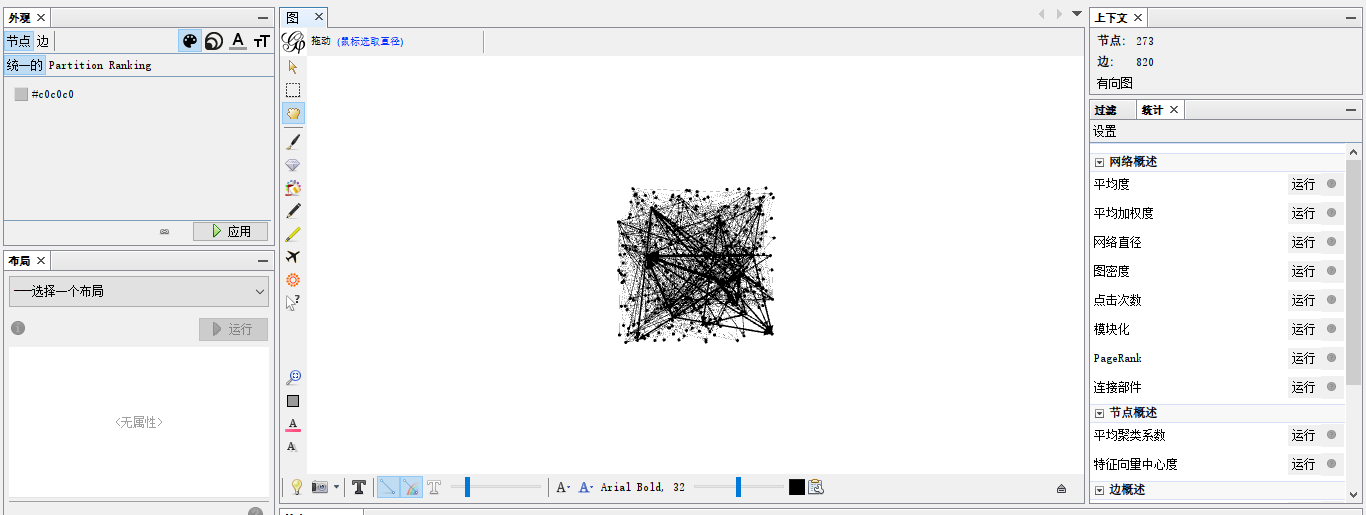 外观
节点 边
统一的 Partition Ranking
#c0c0c0
应用
布局
---选择一个布局
运行
<无属性>
图
拖动 (鼠标选取直径)
Arial Bold, 32
上下文
节点: 273
边: 820
有向图
过滤 统计
设置
网络概述
平均度 运行
平均加权度 运行
网络直径 运行
图密度 运行
点击次数 运行
模块化 运行
PageRank 运行
连接部件 运行
节点概述
平均聚类系数 运行
特征向量中心度 运行
边概述